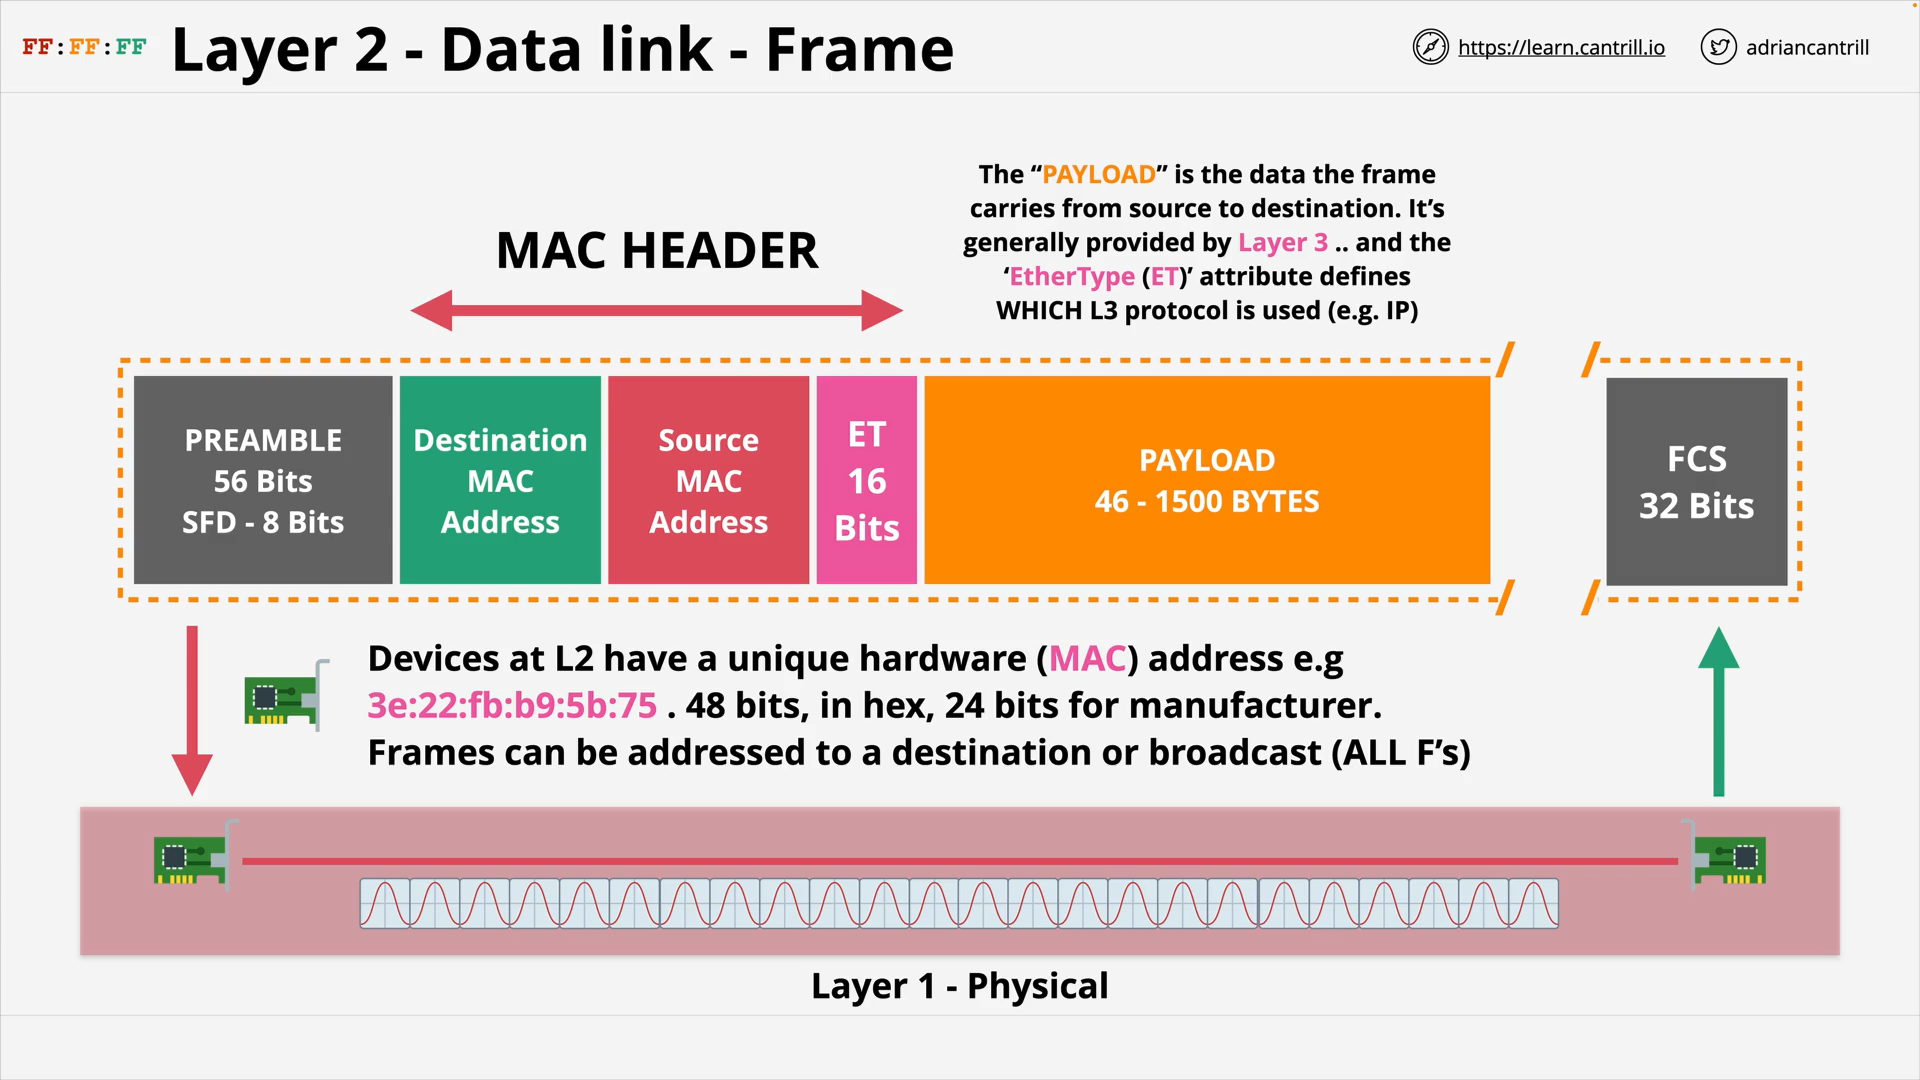 FF:FF:FF Layer 2 - Data link - Frame
https://learn.cantrill.io
adriancantrill
The “PAYLOAD” is the data the frame
carries from source to destination. It’s
generally provided by Layer 3 .. and the
‘EtherType (ET)’ attribute defines
WHICH L3 protocol is used (e.g. IP)
MAC HEADER
PREAMBLE
56 Bits
SFD - 8 Bits
Destination
MAC
Address
Source
MAC
Address
ET
16
Bits
PAYLOAD
46 - 1500 BYTES
FCS
32 Bits
Devices at L2 have a unique hardware (MAC) address e.g
3e:22:fb:b9:5b:75 . 48 bits, in hex, 24 bits for manufacturer.
Frames can be addressed to a destination or broadcast (ALL F’s)
Layer 1 - Physical